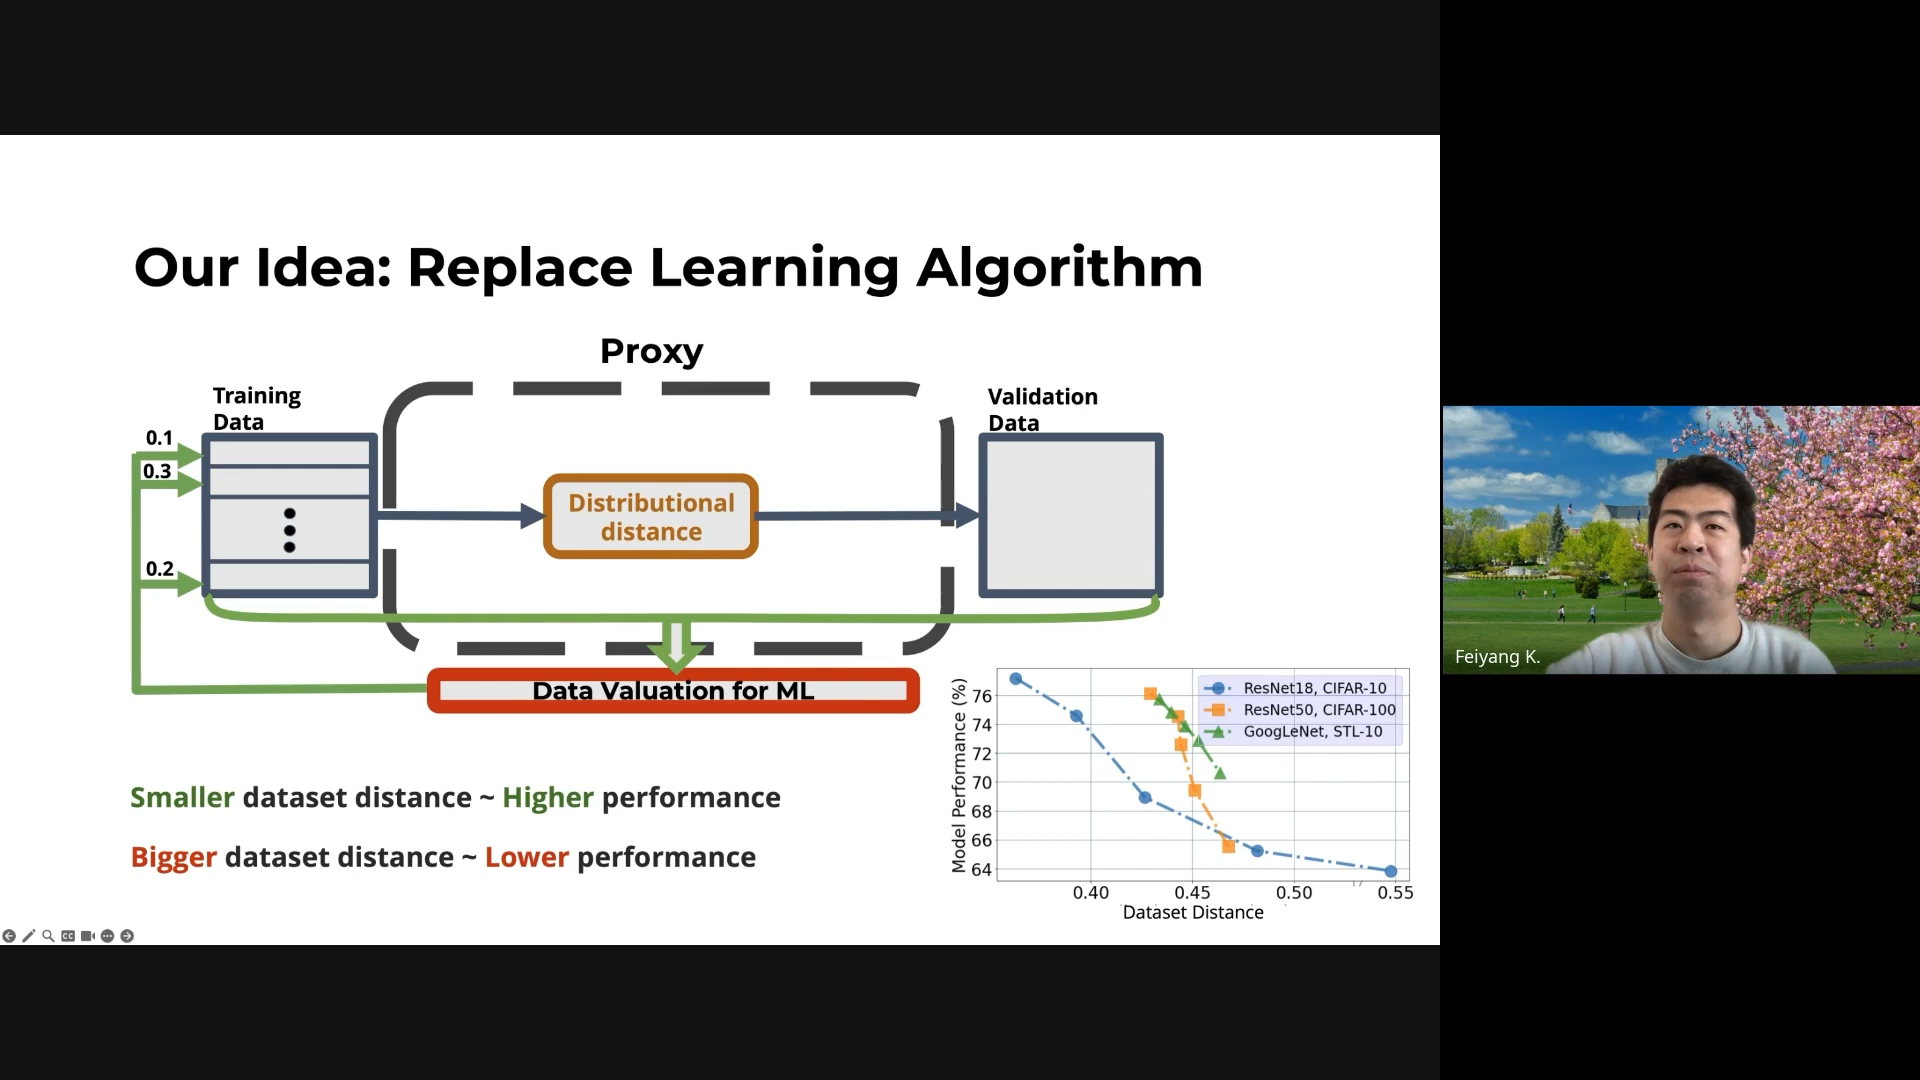 Our Idea: Replace Learning Algorithm
Proxy
Training
Data
Validation
Data
0.1
0.3
0.2
Distributional
distance
Data Valuation for ML
Smaller dataset distance ~ Higher performance
Bigger dataset distance ~ Lower performance
Model Performance (%)
76
74
72
70
68
66
64
ResNet18, CIFAR-10
ResNet50, CIFAR-100
GoogLeNet, STL-10
0.40
0.45
0.50
0.55
Dataset Distance
CC
Feiyang K.